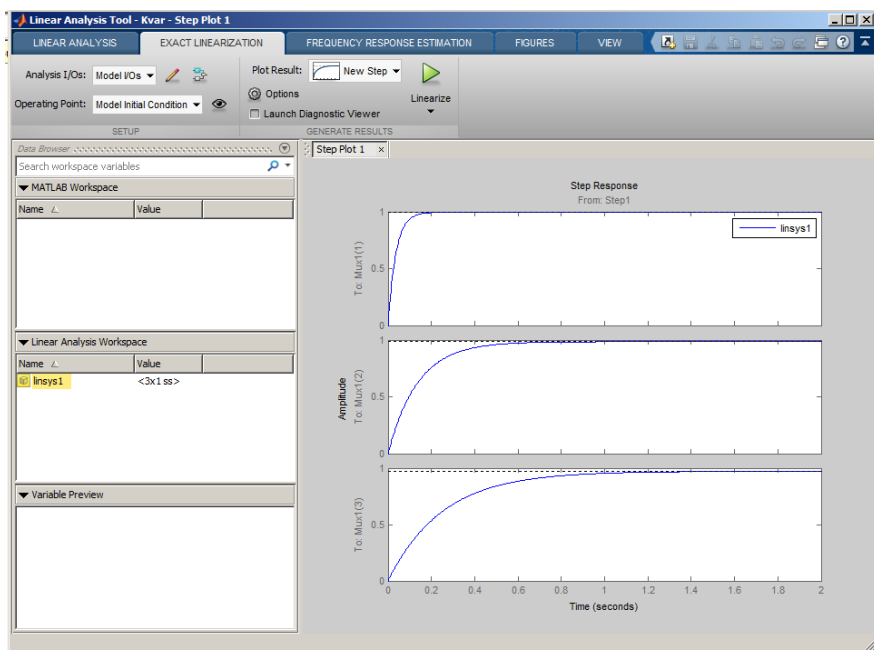 Linear Analysis Tool - Kvar - Step Plot 1
LINEAR ANALYSIS EXACT LINEARIZATION FREQUENCY RESPONSE ESTIMATION FIGURES VIEW
Analysis I/Os: Model I/Os
Operating Point: Model Initial Condition
SETUP
Plot Result: New Step
Options
Launch Diagnostic Viewer
Linearize
GENERATE RESULTS
Data Browser
Search workspace variables
MATLAB Workspace
Name Value
Linear Analysis Workspace
Name Value
linsys1 <3x1 ss>
Variable Preview
Step Plot 1 ×
Step Response
From: Step1
linsys1
To: Mux1(1)
1
0.5
0
Amplitude
To: Mux1(2)
1
0.5
0
To: Mux1(3)
1
0.5
0
0 0.2 0.4 0.6 0.8 1 1.2 1.4 1.6 1.8 2
Time (seconds)